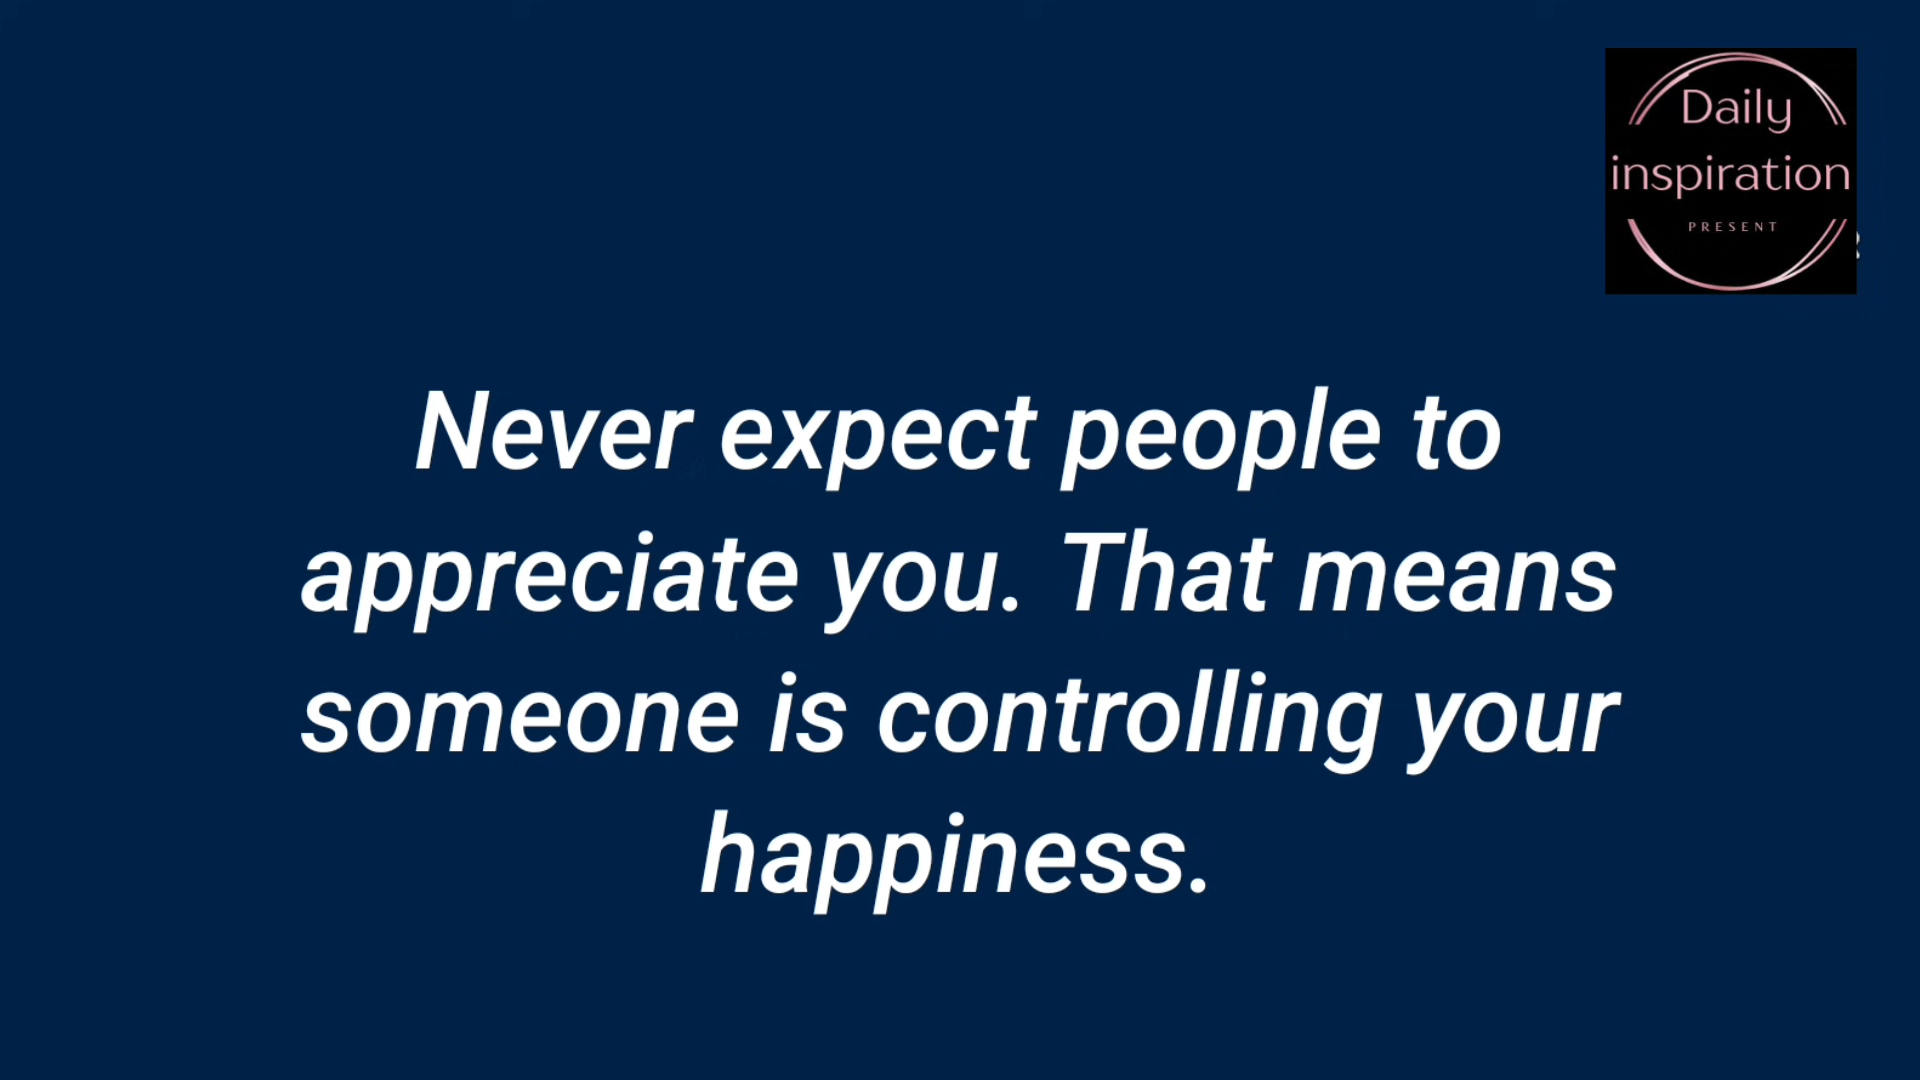 Daily
inspiration
PRESENT
Never expect people to
appreciate you. That means
someone is controlling your
happiness.